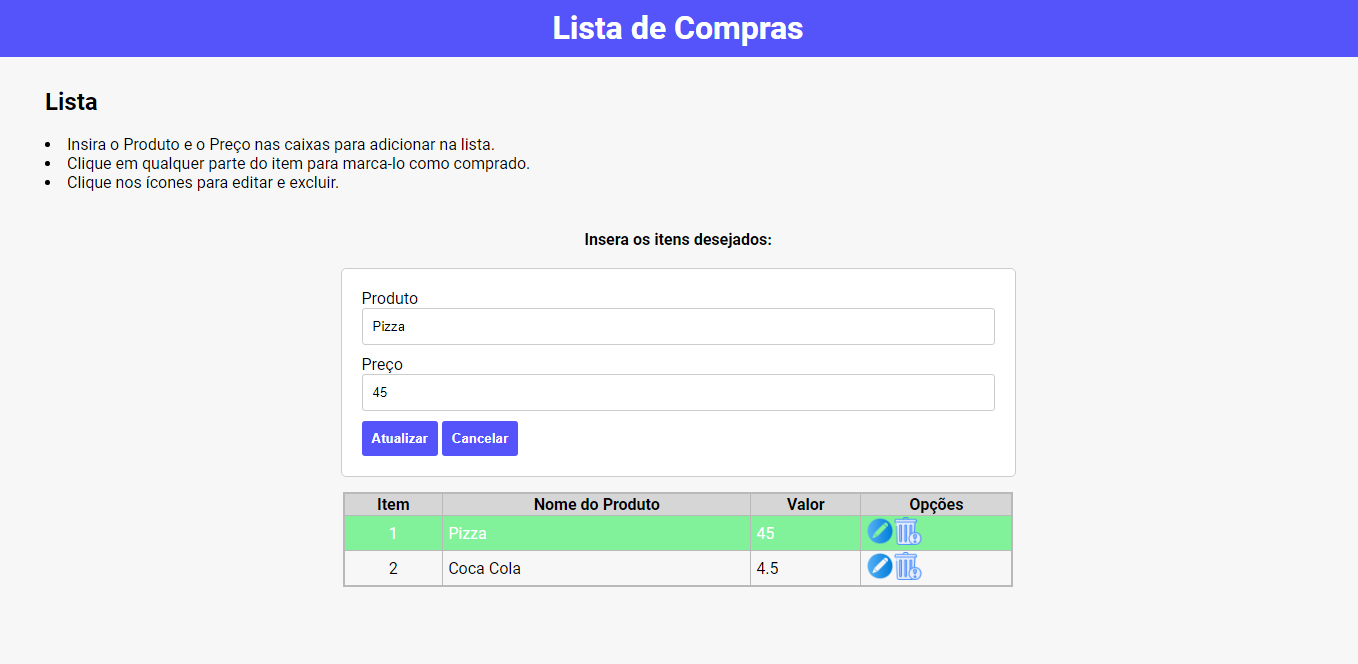 Lista de Compras
Lista
Insira o Produto e o Preço nas caixas para adicionar na lista.
Clique em qualquer parte do item para marca-lo como comprado.
Clique nos ícones para editar e excluir.
Insera os itens desejados:
Produto
Pizza
Preço
45
Atualizar Cancelar
Item Nome do Produto Valor Opções
1 Pizza 45
2 Coca Cola 4.5